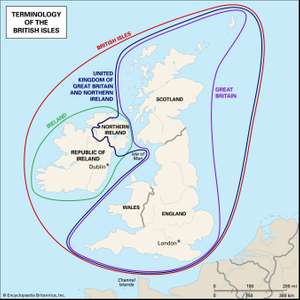 TERMINOLOGY
OF THE
BRITISH ISLES
BRITISH ISLES
UNITED
KINGDOM OF
GREAT BRITAIN
AND NORTHERN
IRELAND
GREAT
BRITAIN
SCOTLAND
IRELAND
NORTHERN
IRELAND
REPUBLIC OF
IRELAND
Isle of
Man
Dublin
WALES
ENGLAND
London
Channel
Islands
0 100 200 mi
0 150 300 km
© Encyclopædia Britannica, Inc.